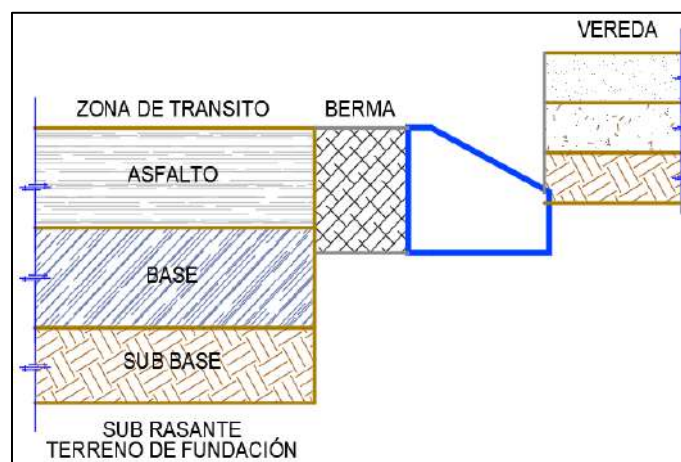 VEREDA
ZONA DE TRANSITO
BERMA
ASFALTO
BASE
SUB BASE
SUB RASANTE
TERRENO DE FUNDACIÓN